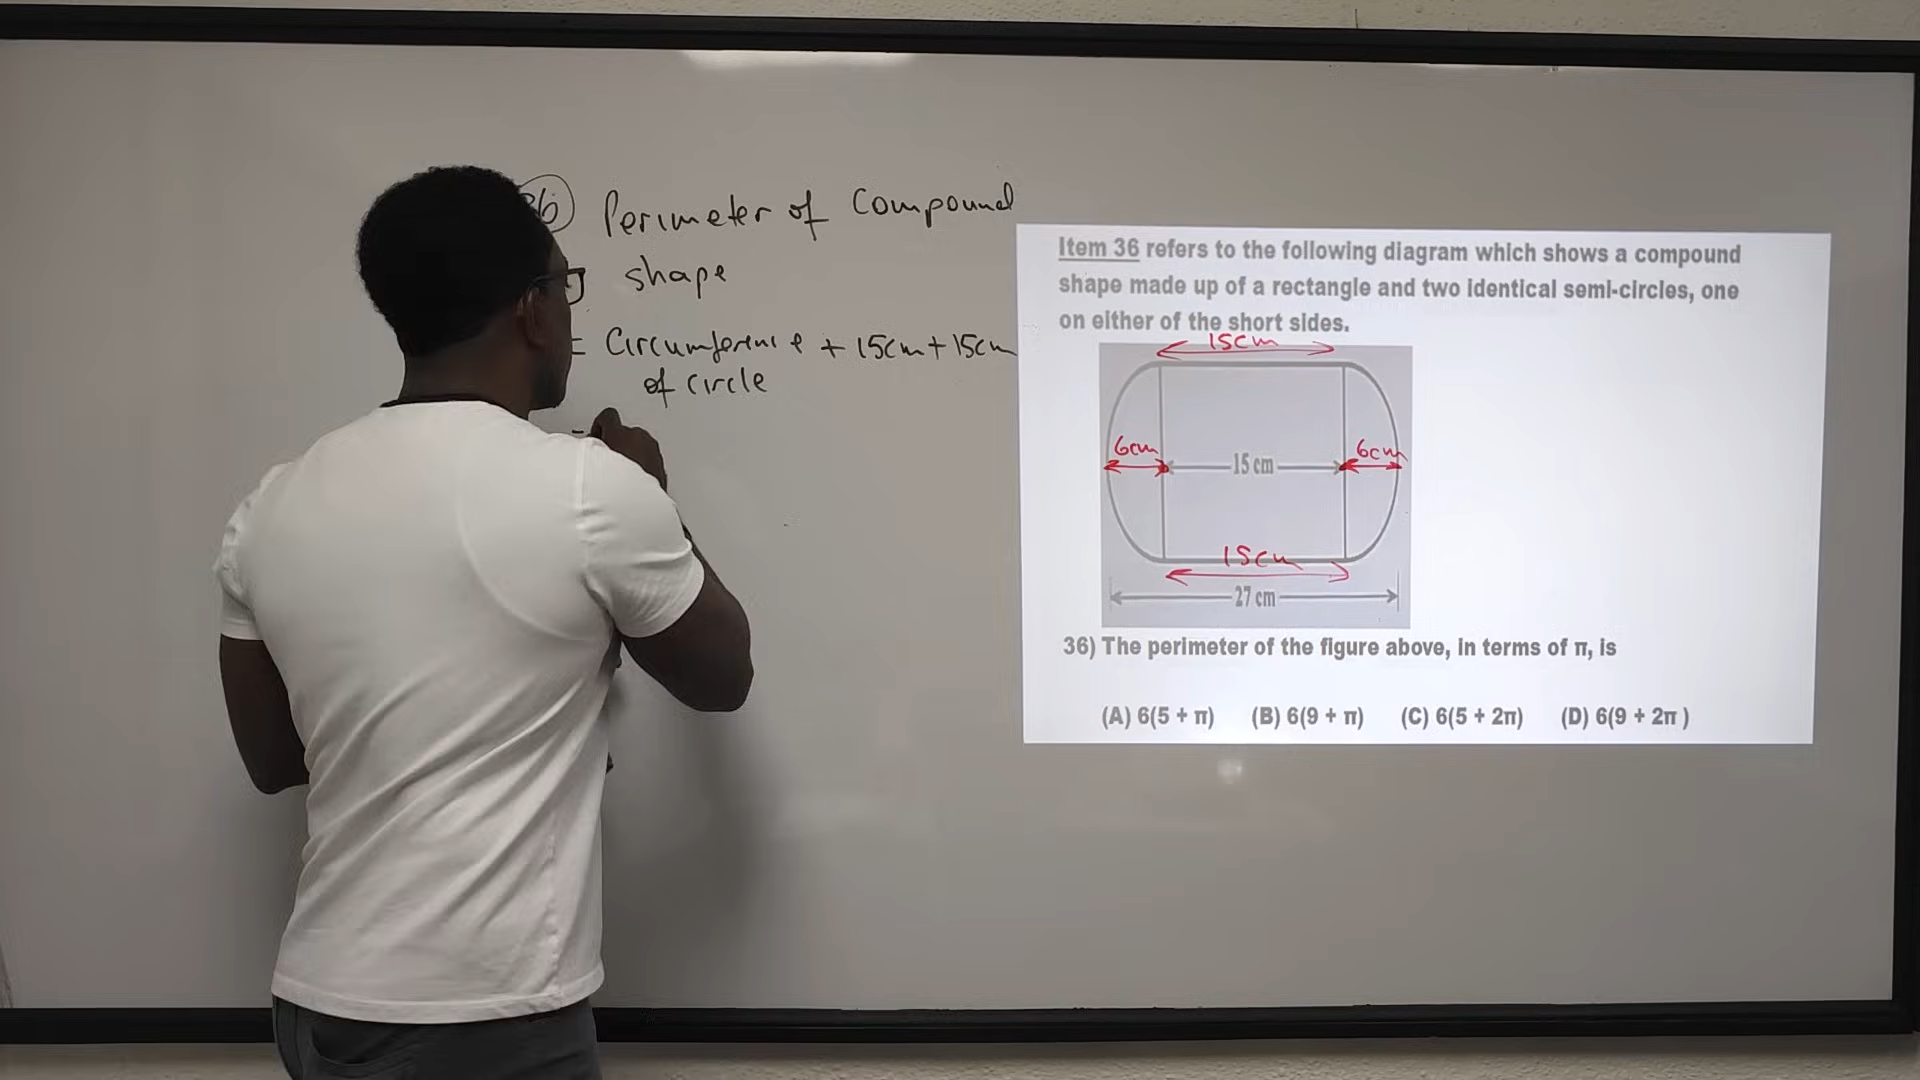 Perimeter of Compound
shape
= Circumference + 15cm + 15cm
of circle
=
Item 36 refers to the following diagram which shows a compound
shape made up of a rectangle and two identical semi-circles, one
on either of the short sides.
15cm
6cm
15 cm
6cm
15cm
27 cm
36) The perimeter of the figure above, in terms of π, is
(A) 6(5 + π) (B) 6(9 + π) (C) 6(5 + 2π) (D) 6(9 + 2π )